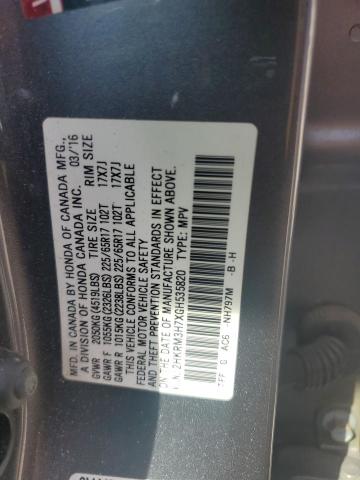 MFD. IN CANADA BY HONDA OF CANADA MFG.,
A DIVISION OF HONDA CANADA INC. 03/'16
GVWR 2050KG(4519LBS) TIRE SIZE RIM SIZE
GAWR F 1055KG(2326LBS) 225/65R17 102T 17X7J
GAWR R 1015KG(2238LBS) 225/65R17 102T 17X7J
THIS VEHICLE CONFORMS TO ALL APPLICABLE
FEDERAL MOTOR VEHICLE SAFETY
AND THEFT PREVENTION STANDARDS IN EFFECT
ON THE DATE OF MANUFACTURE SHOWN ABOVE.
V.I.N. 2HKRM3H7XGH535820 TYPE: MPV
TFF G AC6 NH797M -B -H